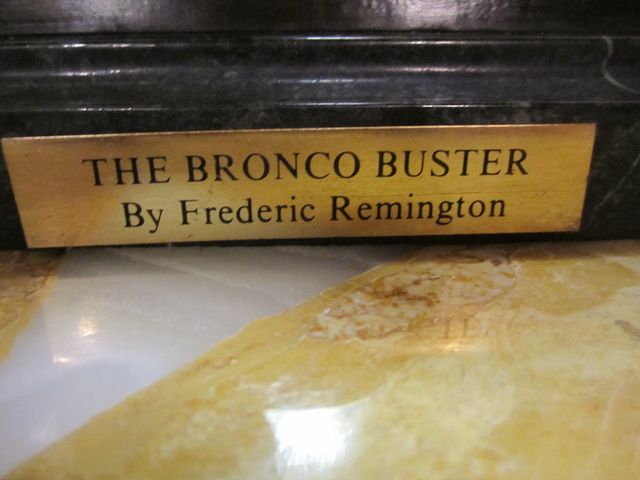 THE BRONCO BUSTER
By Frederic Remington